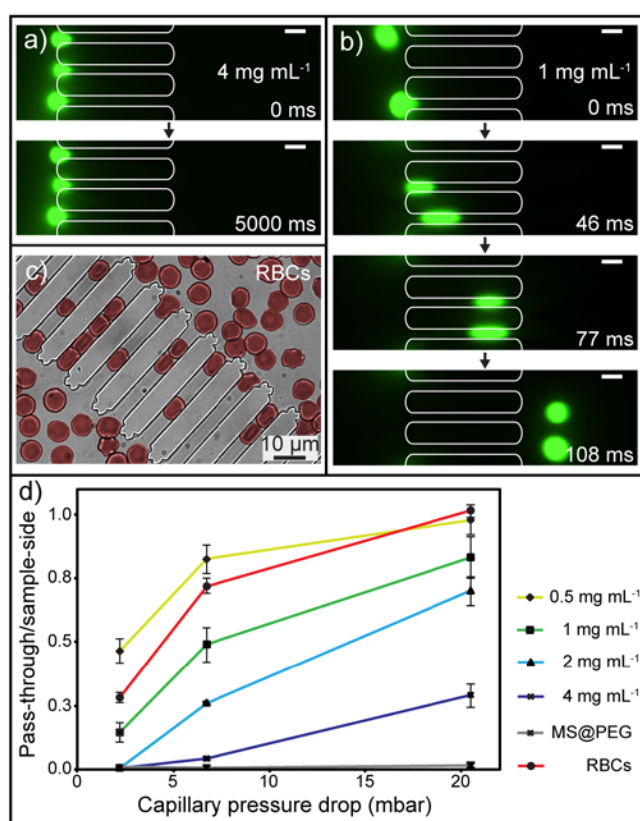 a)
4 mg mL⁻¹
0 ms
5000 ms
b)
1 mg mL⁻¹
0 ms
46 ms
77 ms
108 ms
c)
RBCs
10 µm
d)
Pass-through/sample-side
1.0
0.8
0.5
0.3
0.0
0 5 10 15 20
Capillary pressure drop (mbar)
0.5 mg mL⁻¹
1 mg mL⁻¹
2 mg mL⁻¹
4 mg mL⁻¹
MS@PEG
RBCs